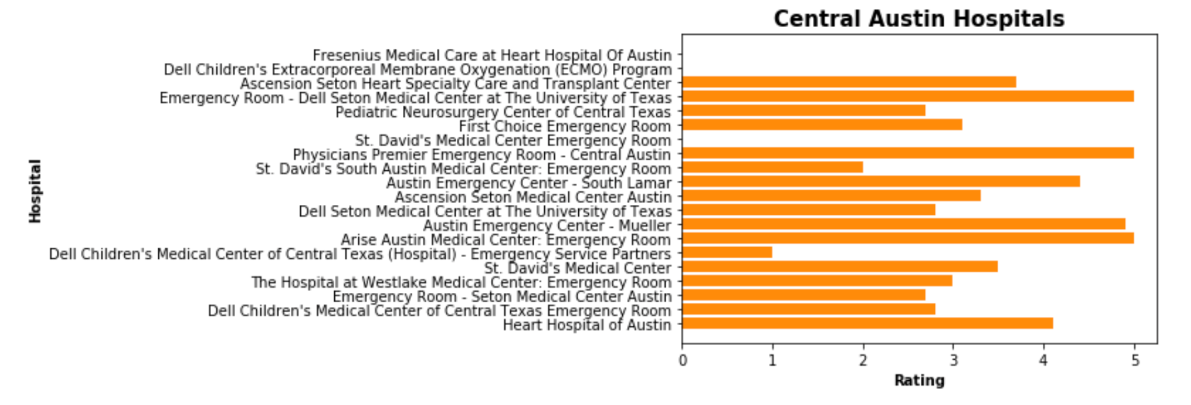 Central Austin Hospitals
Fresenius Medical Care at Heart Hospital Of Austin
Dell Children's Extracorporeal Membrane Oxygenation (ECMO) Program
Ascension Seton Heart Specialty Care and Transplant Center
Emergency Room - Dell Seton Medical Center at The University of Texas
Pediatric Neurosurgery Center of Central Texas
First Choice Emergency Room
St. David's Medical Center Emergency Room
Physicians Premier Emergency Room - Central Austin
St. David's South Austin Medical Center: Emergency Room
Austin Emergency Center - South Lamar
Ascension Seton Medical Center Austin
Dell Seton Medical Center at The University of Texas
Austin Emergency Center - Mueller
Arise Austin Medical Center: Emergency Room
Dell Children's Medical Center of Central Texas (Hospital) - Emergency Service Partners
St. David's Medical Center
The Hospital at Westlake Medical Center: Emergency Room
Emergency Room - Seton Medical Center Austin
Dell Children's Medical Center of Central Texas Emergency Room
Heart Hospital of Austin
Hospital
0 1 2 3 4 5
Rating